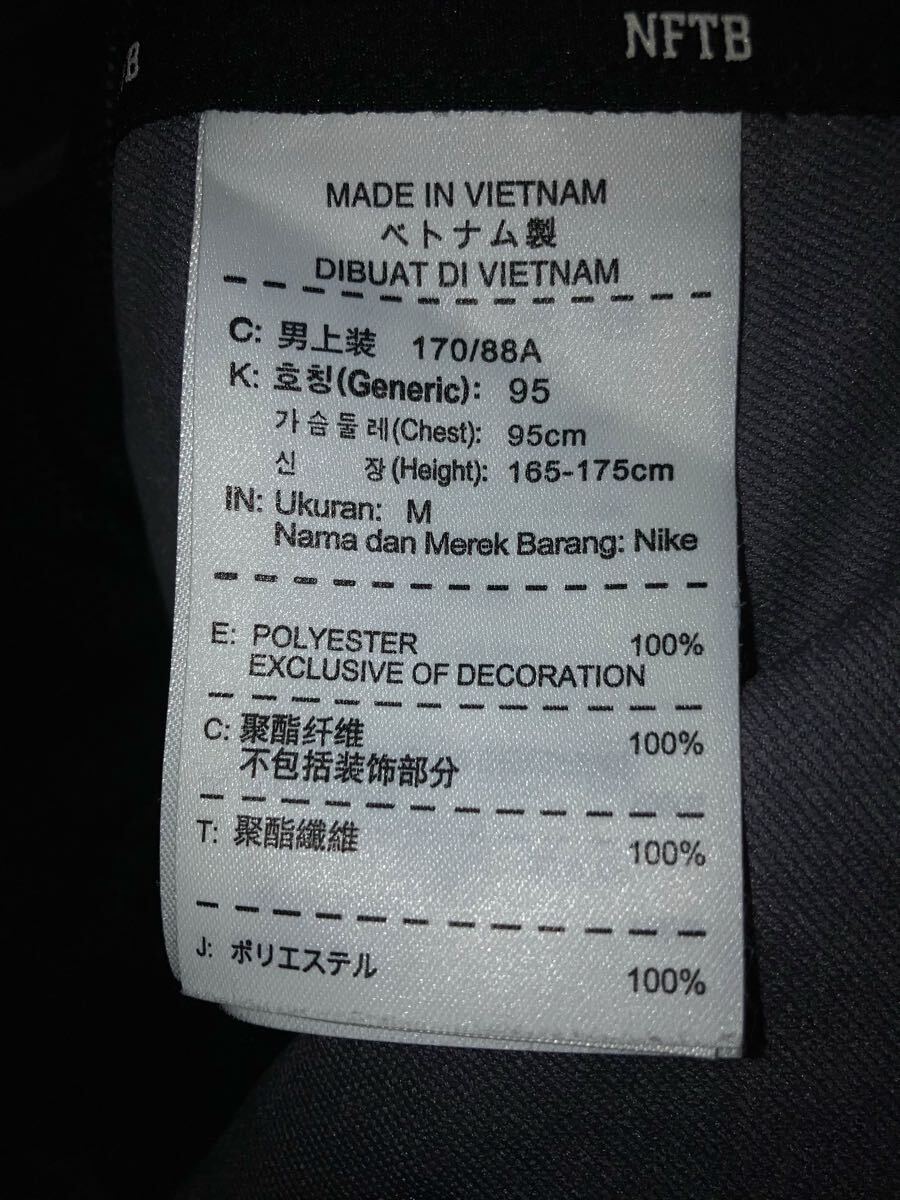 NFTB
B
MADE IN VIETNAM
ベトナム製
DIBUAT DI VIETNAM
C: 男上装 170/88A
K: 호칭(Generic): 95
가슴둘레(Chest): 95cm
신 장(Height): 165-175cm
IN: Ukuran: M
Nama dan Merek Barang: Nike
E: POLYESTER 100%
EXCLUSIVE OF DECORATION
C: 聚酯纤维 100%
不包括装饰部分
T: 聚酯纖維 100%
J: ポリエステル 100%